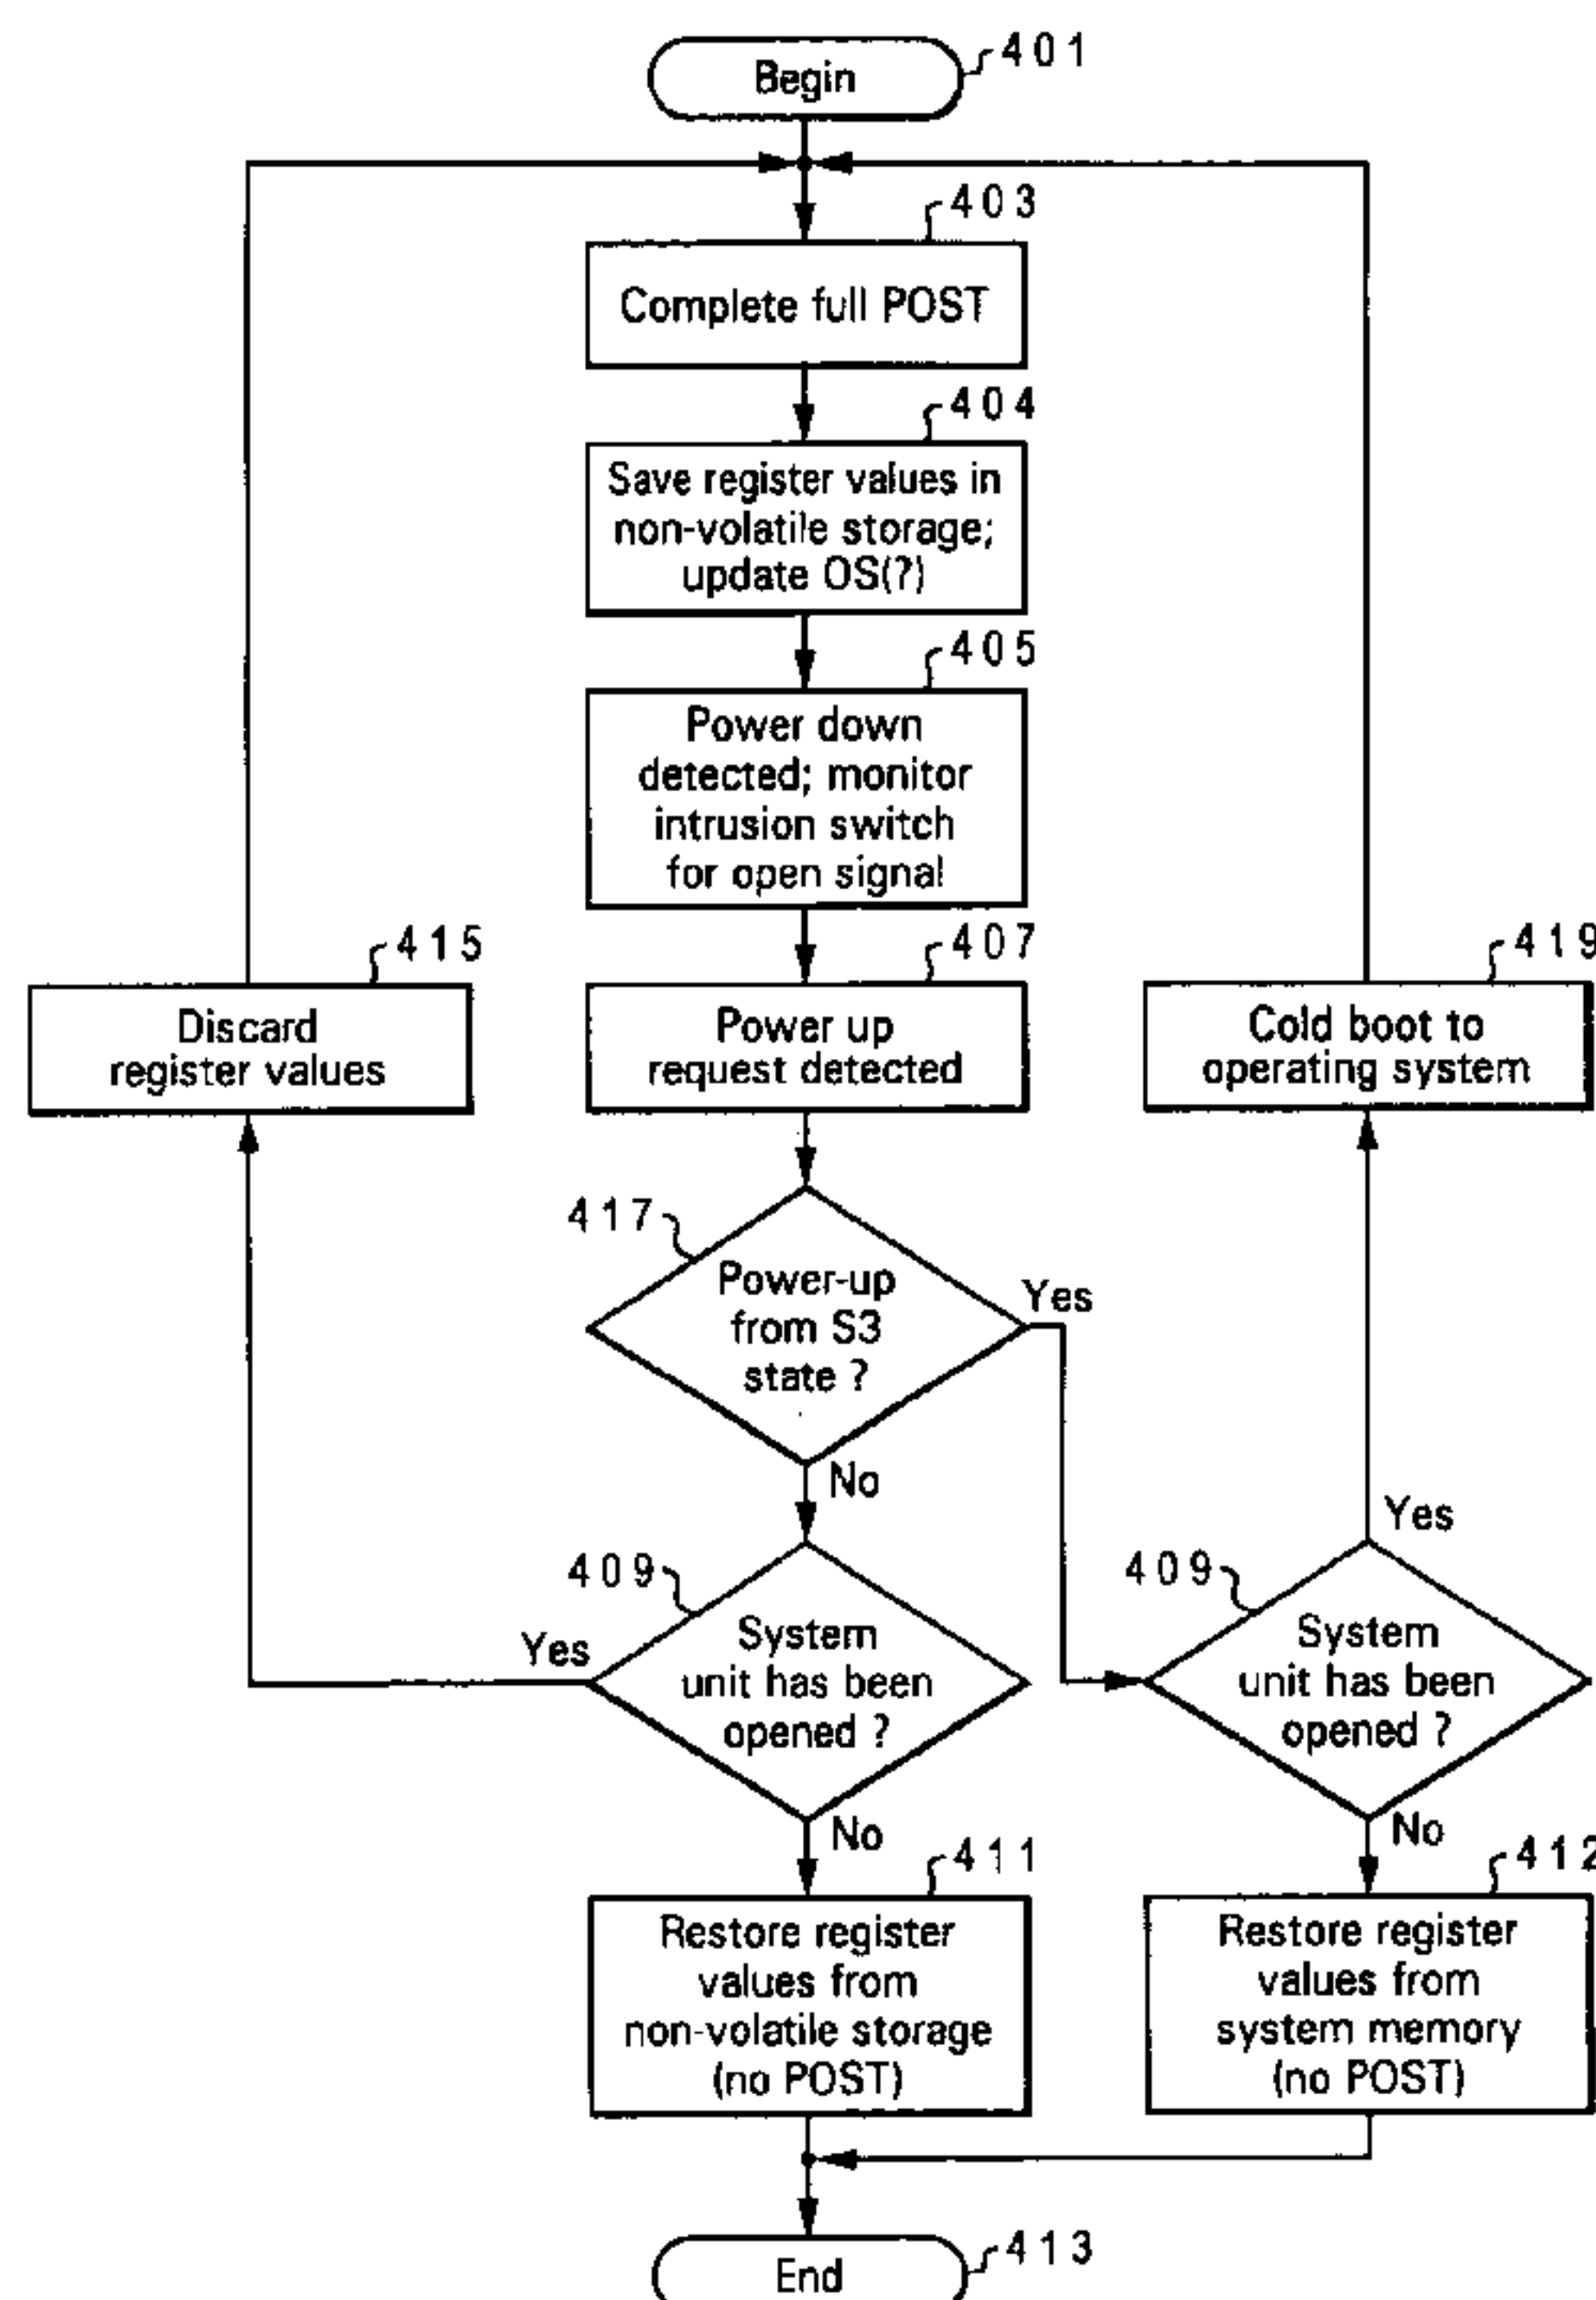 Begin
401
403
Complete full POST
404
Save register values in
non-volatile storage;
update OS(?)
405
Power down
detected; monitor
intrusion switch
for open signal
415
Discard
register values
407
Power up
request detected
419
Cold boot to
operating system
417
Power-up
from S3
state ?
Yes
No
409
System
unit has been
opened ?
Yes
No
409
System
unit has been
opened ?
Yes
No
411
Restore register
values from
non-volatile storage
(no POST)
412
Restore register
values from
system memory
(no POST)
End
413